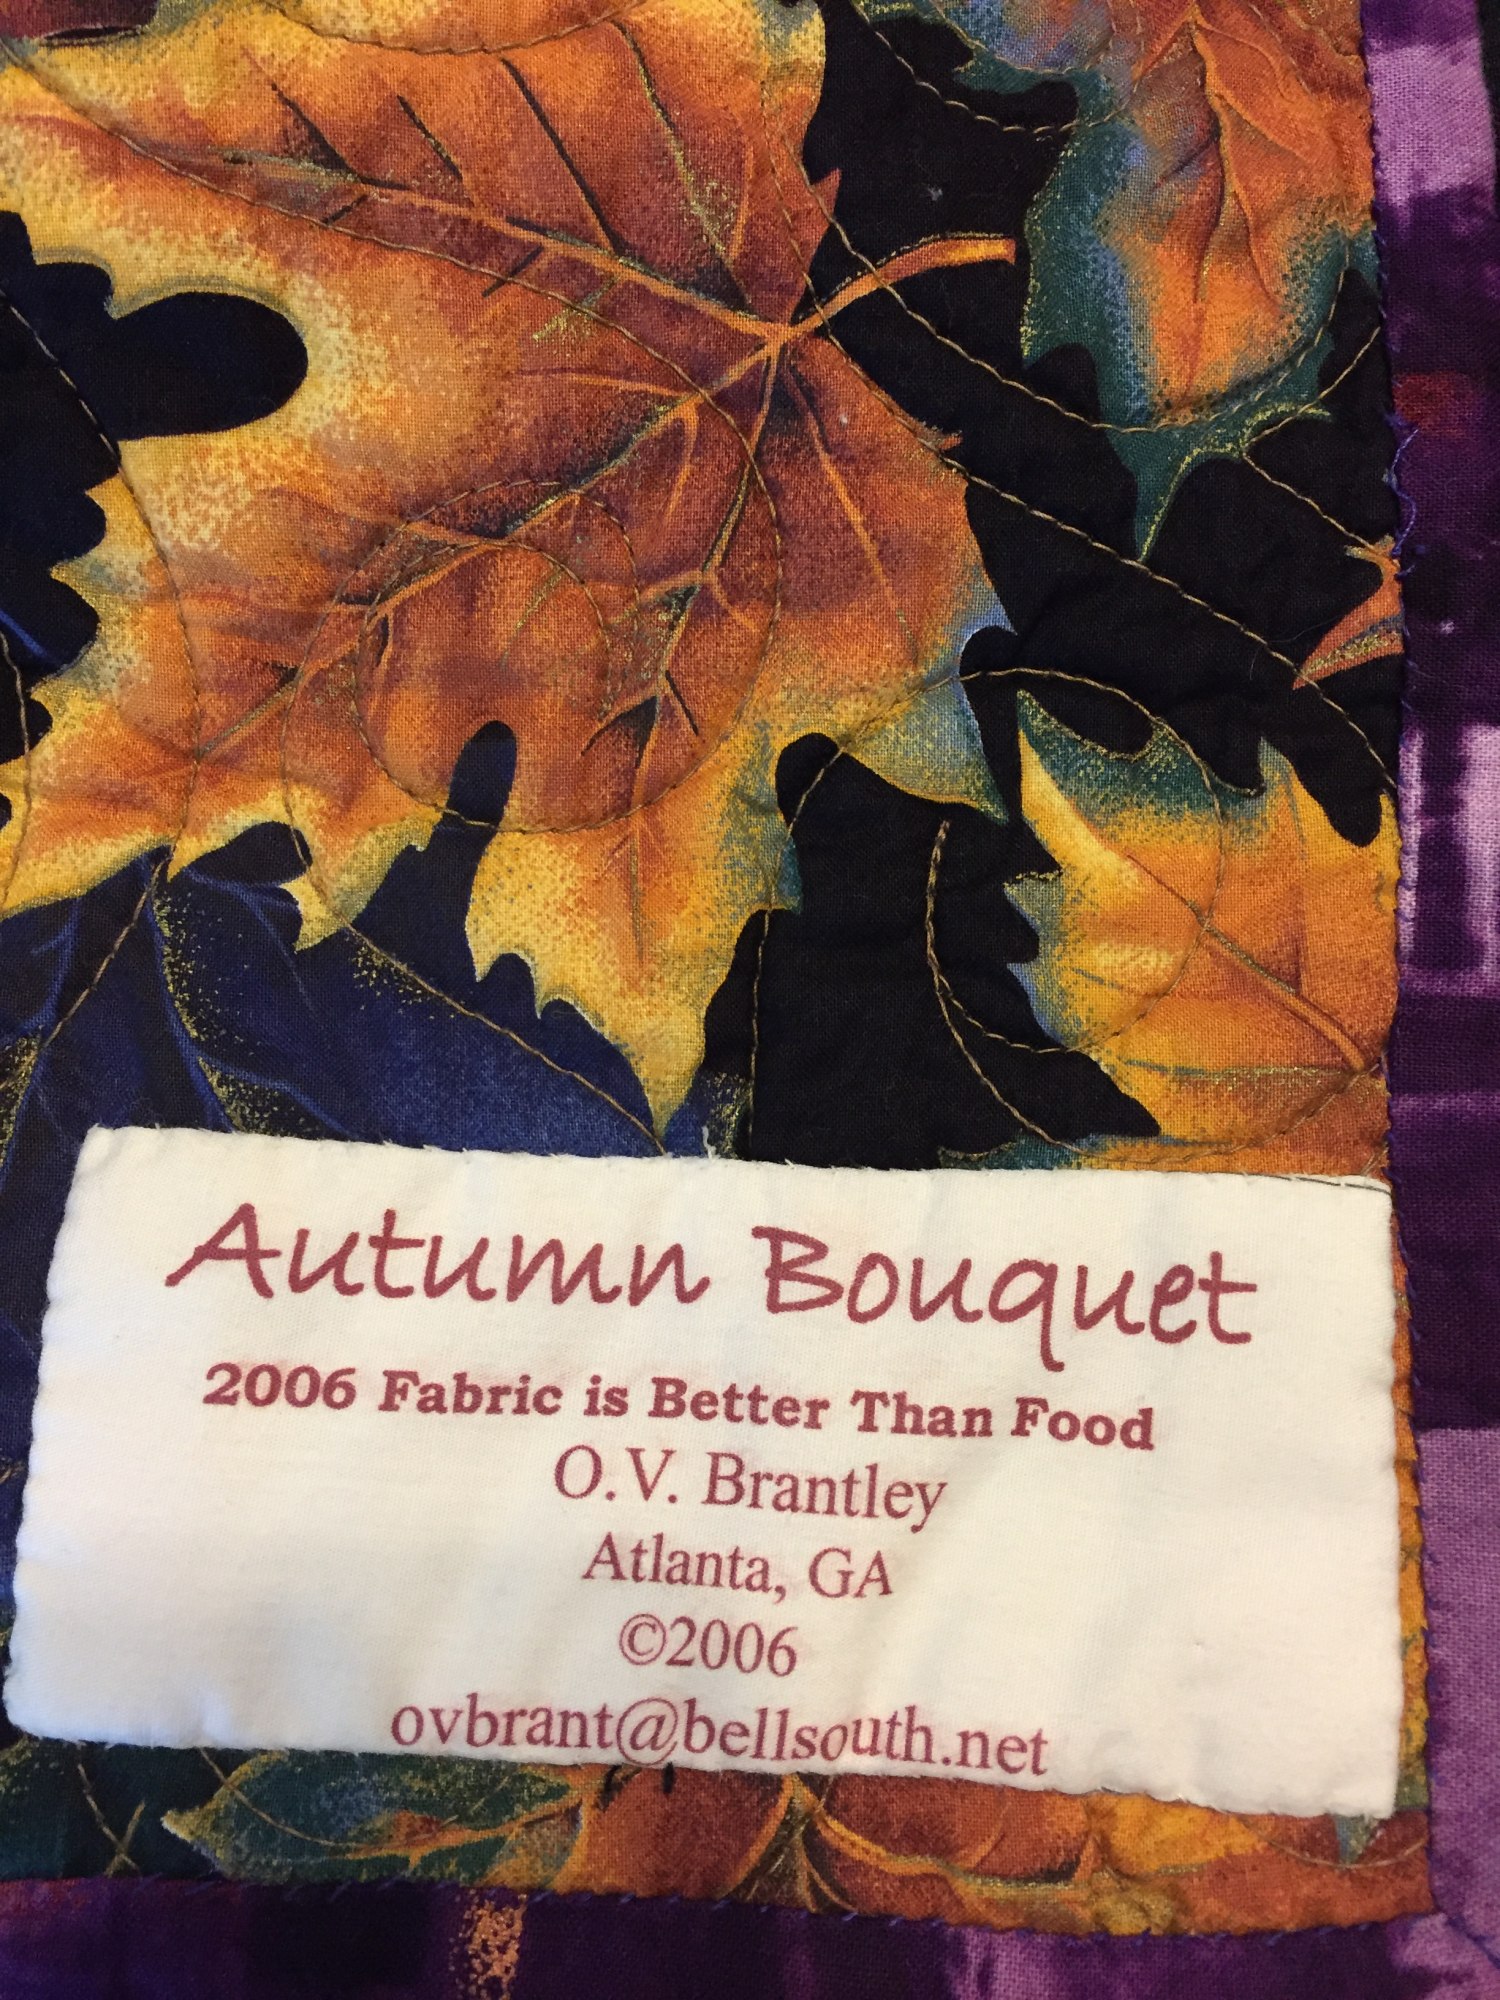 Autumn Bouquet
2006 Fabric is Better Than Food
O.V. Brantley
Atlanta, GA
©2006
ovbrant@bellsouth.net